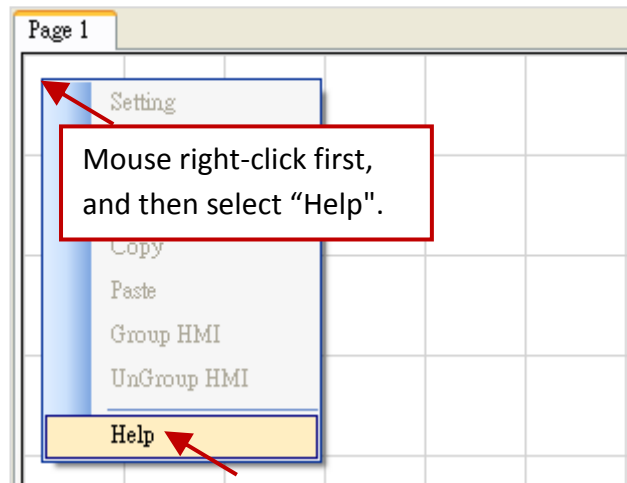 Page 1
Setting
Mouse right-click first,
and then select “Help".
Copy
Paste
Group HMI
UnGroup HMI
Help